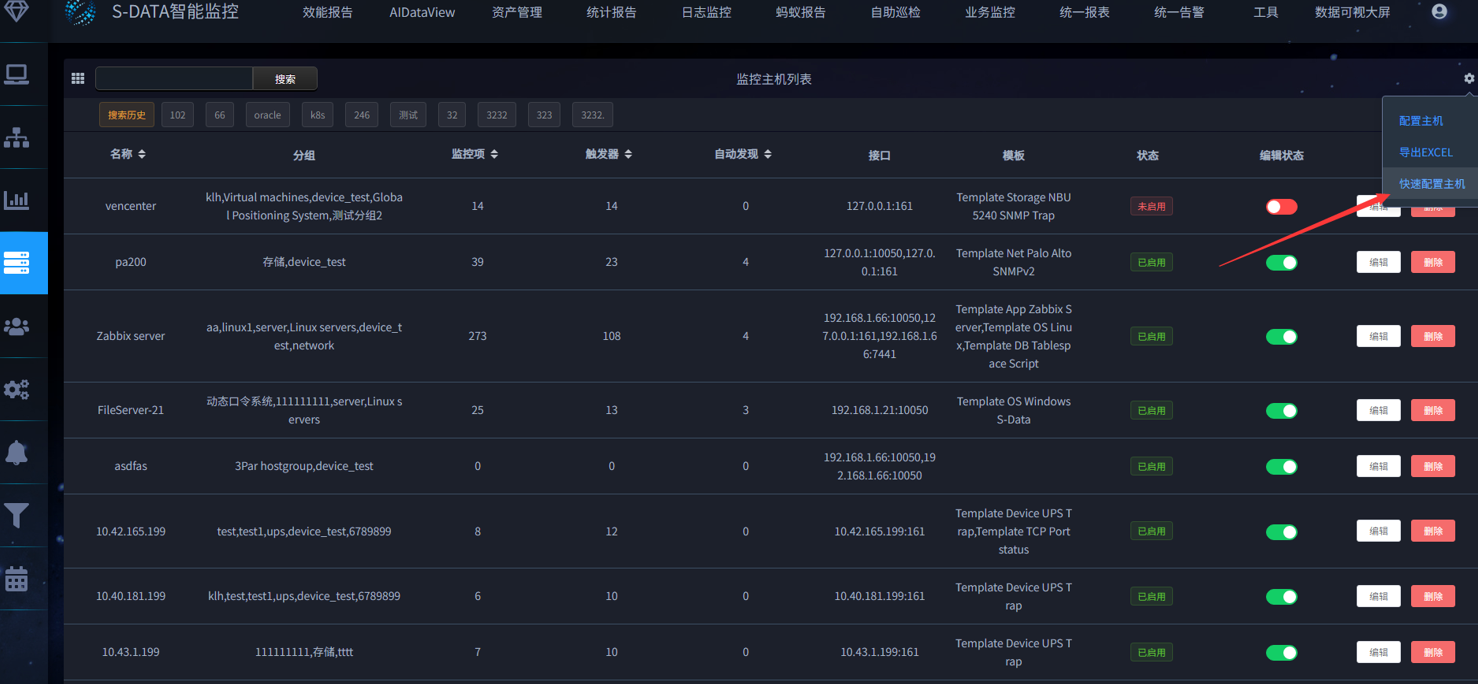 S-DATA智能监控
效能报告
AIDataView
资产管理
统计报告
日志监控
蚂蚁报告
自助巡检
业务监控
统一报表
统一告警
工具
数据可视大屏
搜索
监控主机列表
搜索历史
102
66
oracle
k8s
246
测试
32
3232
323
3232.
配置主机
导出EXCEL
快速配置主机
名称
分组
监控项
触发器
自动发现
接口
模板
状态
编辑状态
vencenter
klh,Virtual machines,device_test,Globa
l Positioning System,测试分组2
14
14
0
127.0.0.1:161
Template Storage NBU
5240 SNMP Trap
未启用
编辑
删除
pa200
存储,device_test
39
23
4
127.0.0.1:10050,127.0.
0.1:161
Template Net Palo Alto
SNMPv2
已启用
编辑
删除
Zabbix server
aa,linux1,server,Linux servers,device_t
est,network
273
108
4
192.168.1.66:10050,12
7.0.0.1:161,192.168.1.6
6:7441
Template App Zabbix S
erver,Template OS Linu
x,Template DB Tablesp
ace Script
已启用
编辑
删除
FileServer-21
动态口令系统,111111111,server,Linux s
ervers
25
13
3
192.168.1.21:10050
Template OS Windows
S-Data
已启用
编辑
删除
asdfas
3Par hostgroup,device_test
0
0
0
192.168.1.66:10050,19
2.168.1.66:10050
已启用
编辑
删除
10.42.165.199
test,test1,ups,device_test,6789899
8
12
0
10.42.165.199:161
Template Device UPS T
rap,Template TCP Port
status
已启用
编辑
删除
10.40.181.199
klh,test,test1,ups,device_test,6789899
6
10
0
10.40.181.199:161
Template Device UPS T
rap
已启用
编辑
删除
10.43.1.199
111111111,存储,tttt
7
10
0
10.43.1.199:161
Template Device UPS T
rap
已启用
编辑
删除